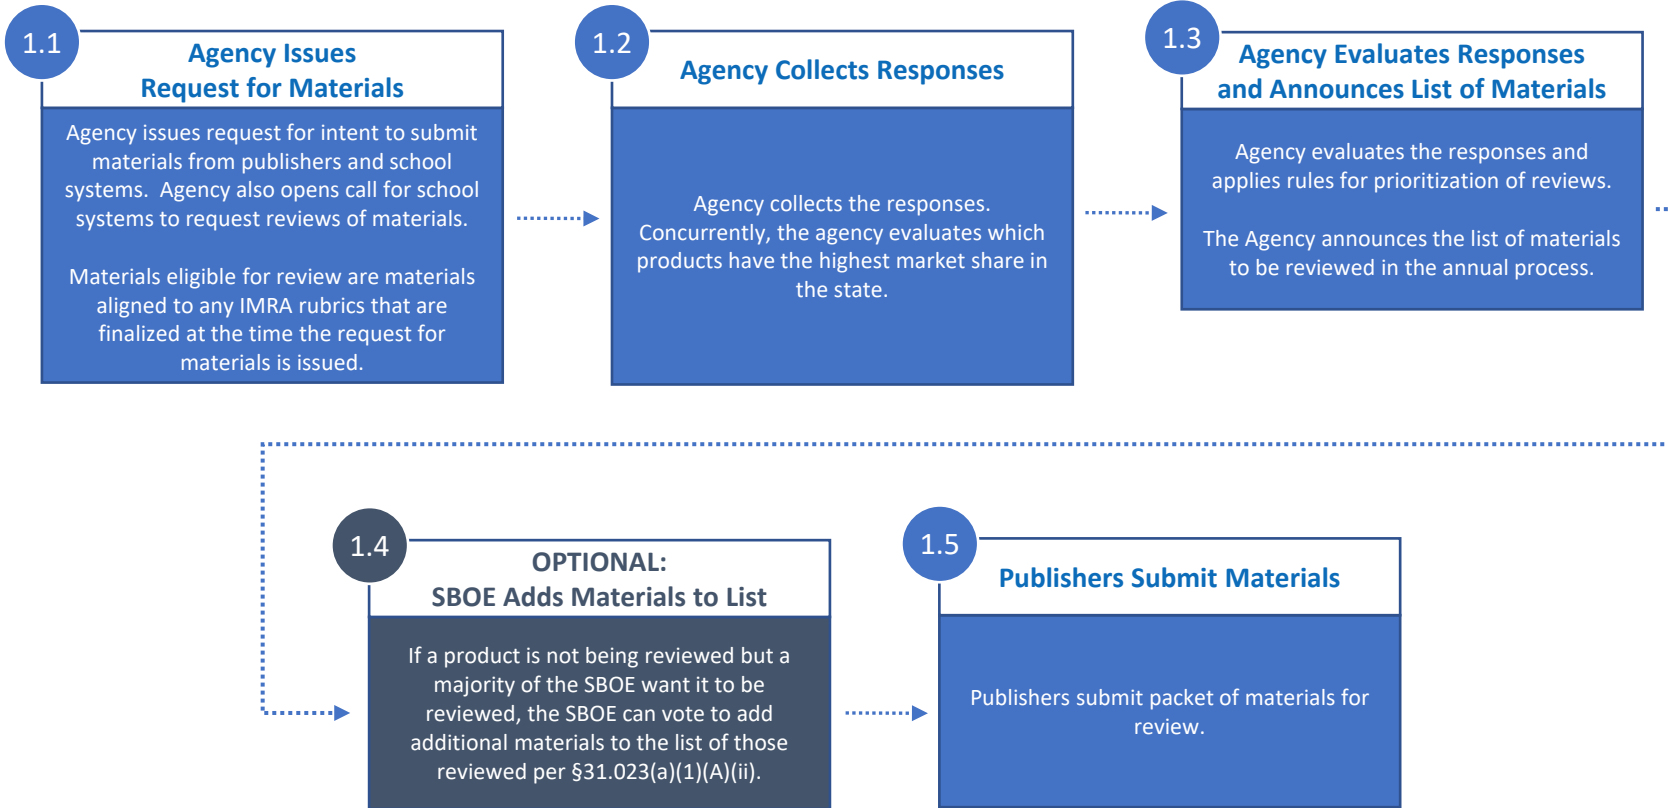 1.1
Agency Issues
Request for Materials
Agency issues request for intent to submit
materials from publishers and school
systems.  Agency also opens call for school
systems to request reviews of materials.
Materials eligible for review are materials
aligned to any IMRA rubrics that are
finalized at the time the request for
materials is issued.
1.2
Agency Collects Responses
Agency collects the responses.
Concurrently, the agency evaluates which
products have the highest market share in
the state.
1.3
Agency Evaluates Responses
and Announces List of Materials
Agency evaluates the responses and
applies rules for prioritization of reviews.
The Agency announces the list of materials
to be reviewed in the annual process.
1.4
OPTIONAL:
SBOE Adds Materials to List
If a product is not being reviewed but a
majority of the SBOE want it to be
reviewed, the SBOE can vote to add
additional materials to the list of those
reviewed per §31.023(a)(1)(A)(ii).
1.5
Publishers Submit Materials
Publishers submit packet of materials for
review.